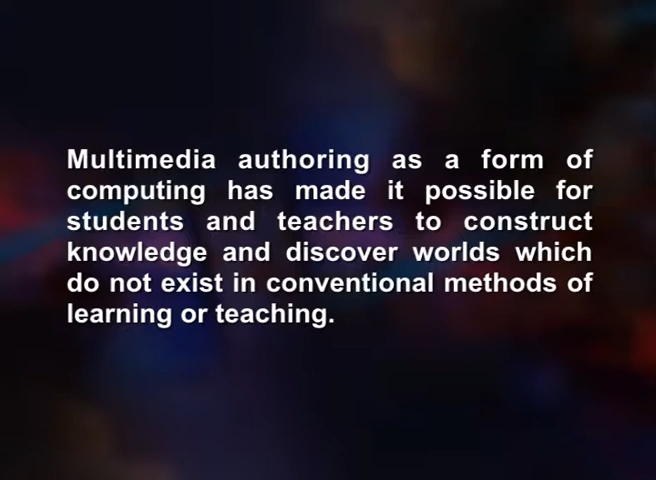 Multimedia authoring as a form of
computing has made it possible for
students and teachers to construct
knowledge and discover worlds which
do not exist in conventional methods of
learning or teaching.